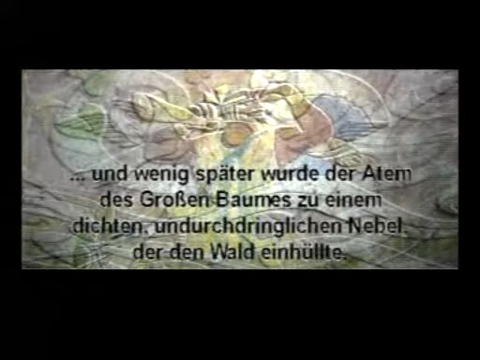 ... und wenig später wurde der Atem
des Großen Baumes zu einem
dichten, undurchdringlichen Nebel,
der den Wald einhüllte.